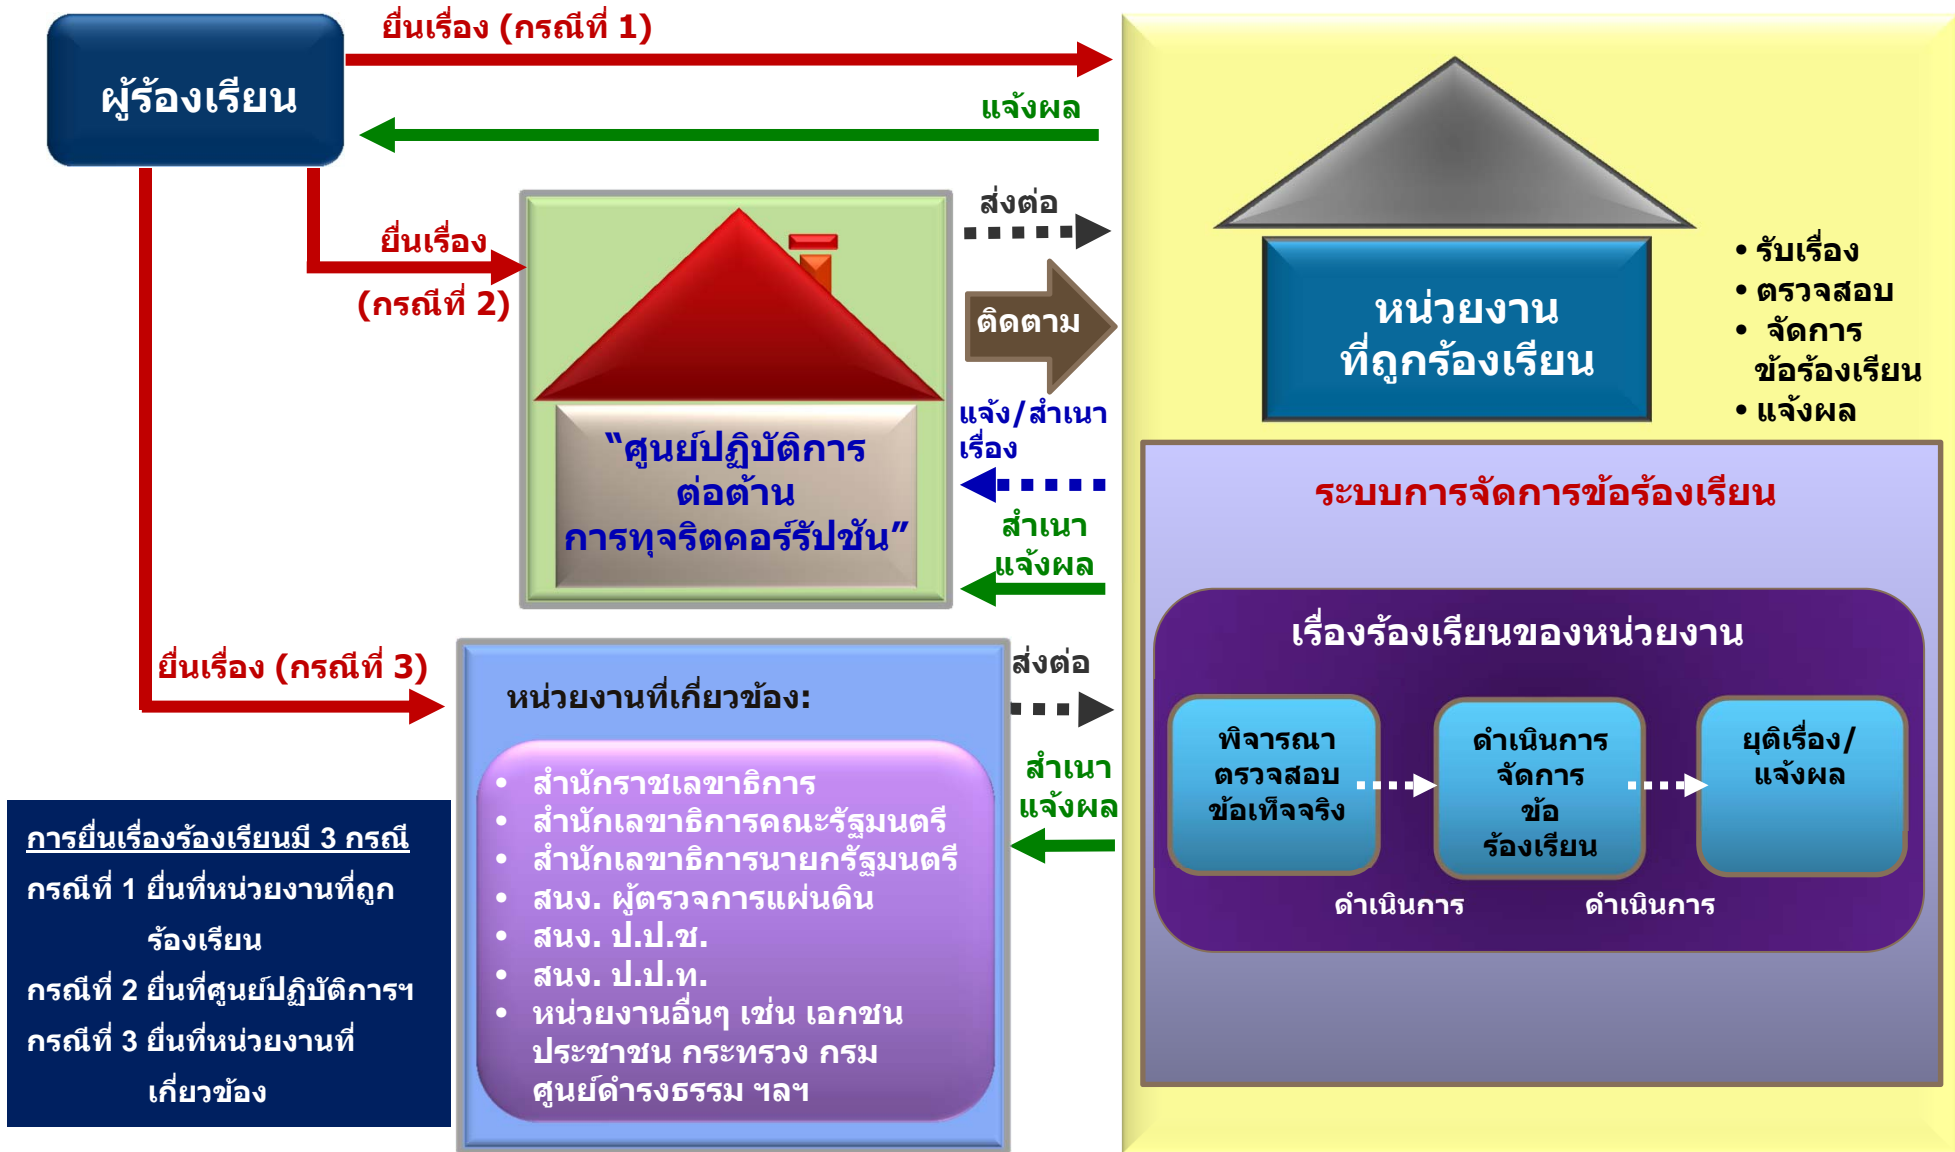 ผู้ร้องเรียน
ยื่นเรื่อง (กรณีที่ 1)
แจ้งผล
ยื่นเรื่อง
(กรณีที่ 2)
"ศูนย์ปฏิบัติการ
ต่อต้าน
การทุจริตคอร์รัปชัน"
ส่งต่อ
ติดตาม
แจ้ง/สำเนา
เรื่อง
สำเนา
แจ้งผล
หน่วยงาน
ที่ถูกร้องเรียน
• รับเรื่อง
• ตรวจสอบ
• จัดการ
ข้อร้องเรียน
• แจ้งผล
ระบบการจัดการข้อร้องเรียน
เรื่องร้องเรียนของหน่วยงาน
พิจารณา
ตรวจสอบ
ข้อเท็จจริง
ดำเนินการ
จัดการ
ข้อ
ร้องเรียน
ยุติเรื่อง/
แจ้งผล
ดำเนินการ
ดำเนินการ
ยื่นเรื่อง (กรณีที่ 3)
หน่วยงานที่เกี่ยวข้อง:
• สำนักราชเลขาธิการ
• สำนักเลขาธิการคณะรัฐมนตรี
• สำนักเลขาธิการนายกรัฐมนตรี
• สนง. ผู้ตรวจการแผ่นดิน
• สนง. ป.ป.ช.
• สนง. ป.ป.ท.
• หน่วยงานอื่นๆ เช่น เอกชน
ประชาชน กระทรวง กรม
ศูนย์ดำรงธรรม ฯลฯ
ส่งต่อ
สำเนา
แจ้งผล
การยื่นเรื่องร้องเรียนมี 3 กรณี
กรณีที่ 1 ยื่นที่หน่วยงานที่ถูก
ร้องเรียน
กรณีที่ 2 ยื่นที่ศูนย์ปฏิบัติการฯ
กรณีที่ 3 ยื่นที่หน่วยงานที่
เกี่ยวข้อง